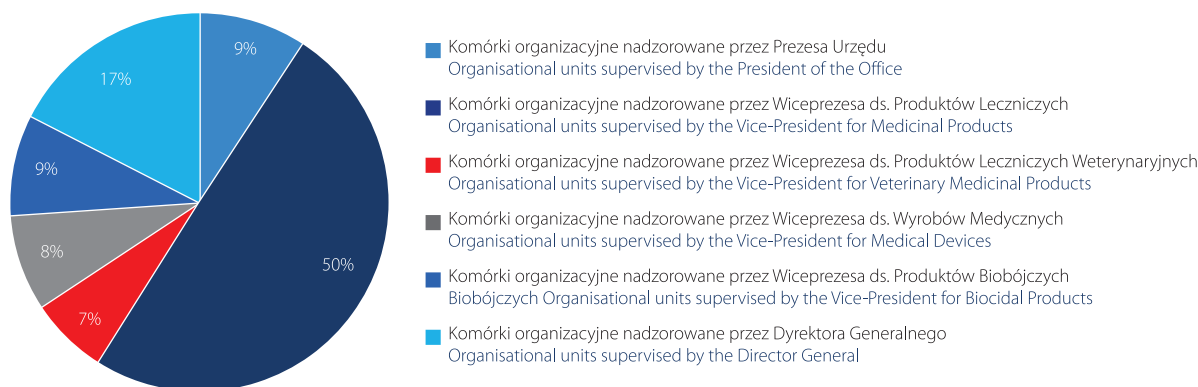 9%
17%
9%
8%
7%
50%
Komórki organizacyjne nadzorowane przez Prezesa Urzędu
Organisational units supervised by the President of the Office
Komórki organizacyjne nadzorowane przez Wiceprezesa ds. Produktów Leczniczych
Organisational units supervised by the Vice-President for Medicinal Products
Komórki organizacyjne nadzorowane przez Wiceprezesa ds. Produktów Leczniczych Weterynaryjnych
Organisational units supervised by the Vice-President for Veterinary Medicinal Products
Komórki organizacyjne nadzorowane przez Wiceprezesa ds. Wyrobów Medycznych
Organisational units supervised by the Vice-President for Medical Devices
Komórki organizacyjne nadzorowane przez Wiceprezesa ds. Produktów Biobójczych
Biobójczych Organisational units supervised by the Vice-President for Biocidal Products
Komórki organizacyjne nadzorowane przez Dyrektora Generalnego
Organisational units supervised by the Director General